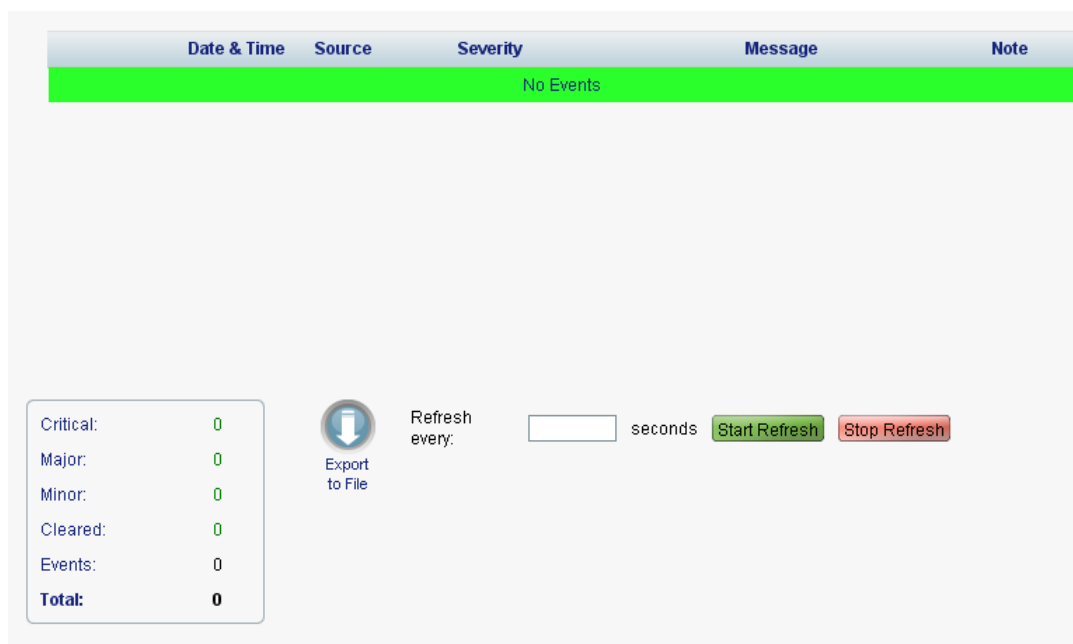 Date & Time Source Severity Message Note
No Events
Critical: 0
Major: 0
Minor: 0
Cleared: 0
Events: 0
Total: 0
Export
to File
Refresh
every:
seconds Start Refresh Stop Refresh